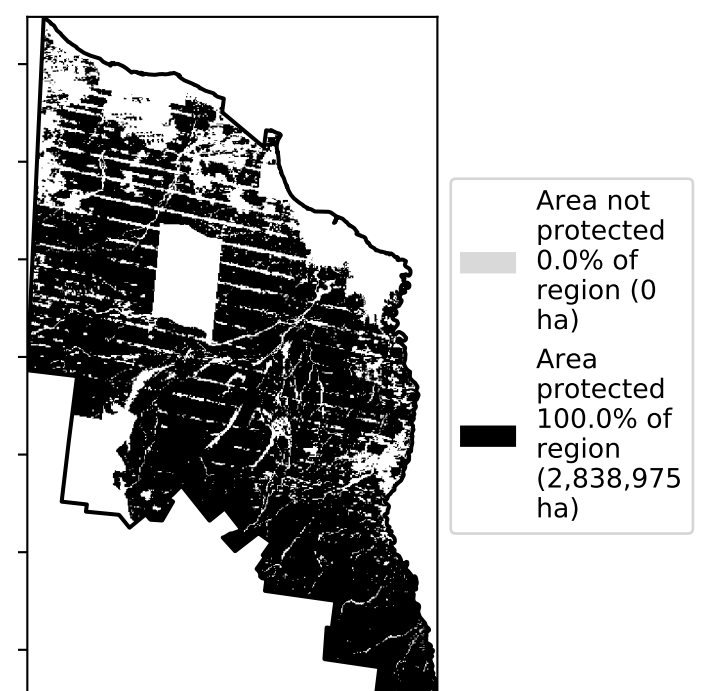 Area not
protected
0.0% of
region (0
ha)
Area
protected
100.0% of
region
(2,838,975
ha)